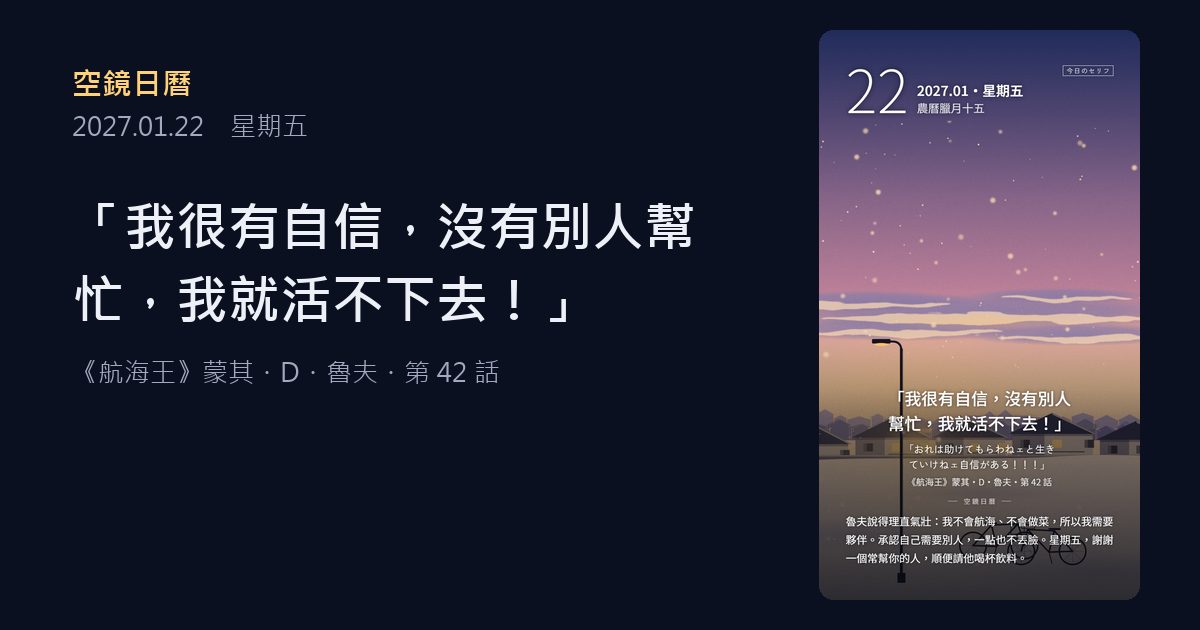 空鏡日曆
2027.01.22 星期五
「我很有自信，沒有別人幫
忙，我就活不下去！」
《航海王》蒙其・D・魯夫・第 42 話
22
2027.01・星期五
農曆臘月十五
今日のセリフ
「我很有自信，沒有別人
幫忙，我就活不下去！」
「おれは助けてもらわねェと生き
ていけねェ自信がある！！！」
《航海王》蒙其・D・魯夫・第 42 話
— 空鏡日曆 —
魯夫說得理直氣壯：我不會航海、不會做菜，所以我需要
夥伴。承認自己需要別人，一點也不丟臉。星期五，謝謝
一個常幫你的人，順便請他喝杯飲料。